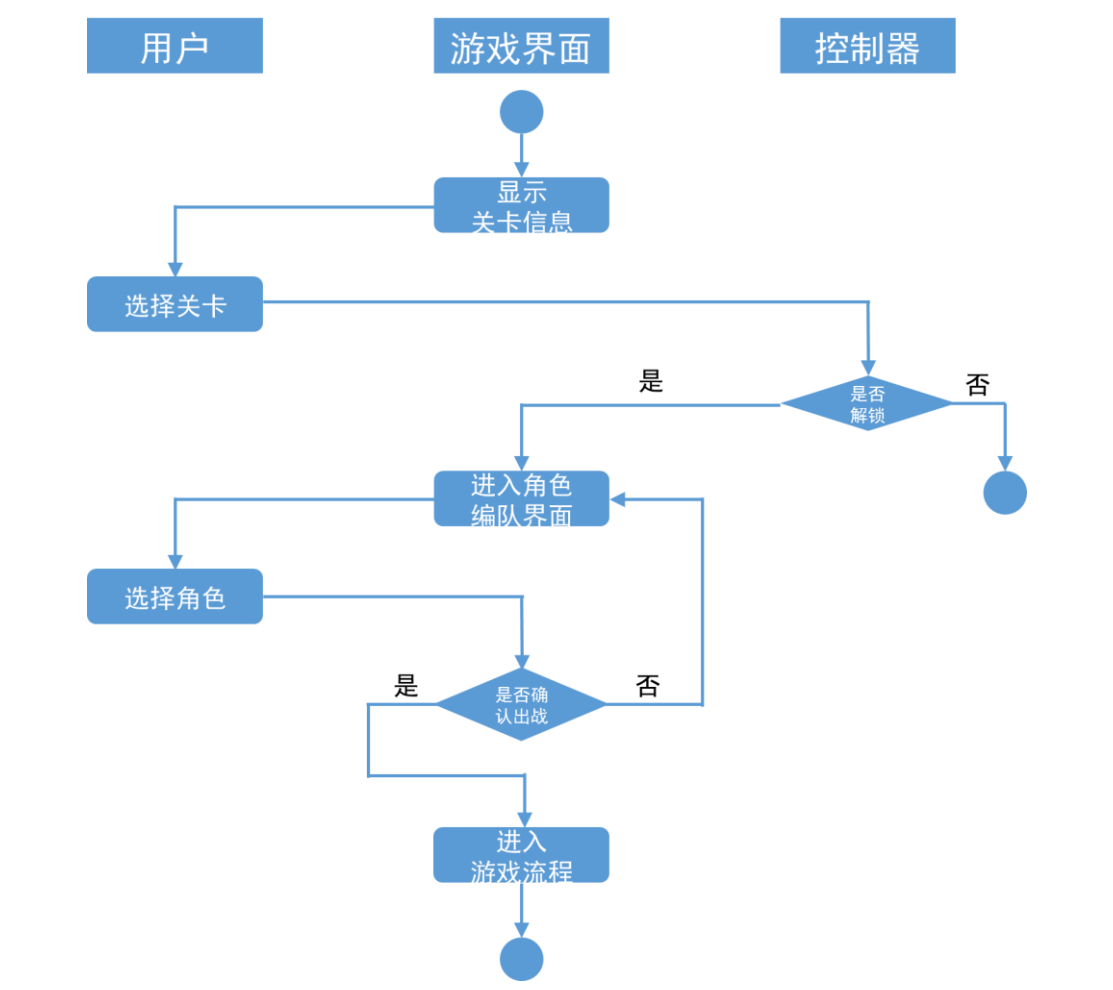 用户
游戏界面
控制器
显示
关卡信息
选择关卡
是
否
是否
解锁
进入角色
编队界面
选择角色
是
否
是否确
认出战
进入
游戏流程